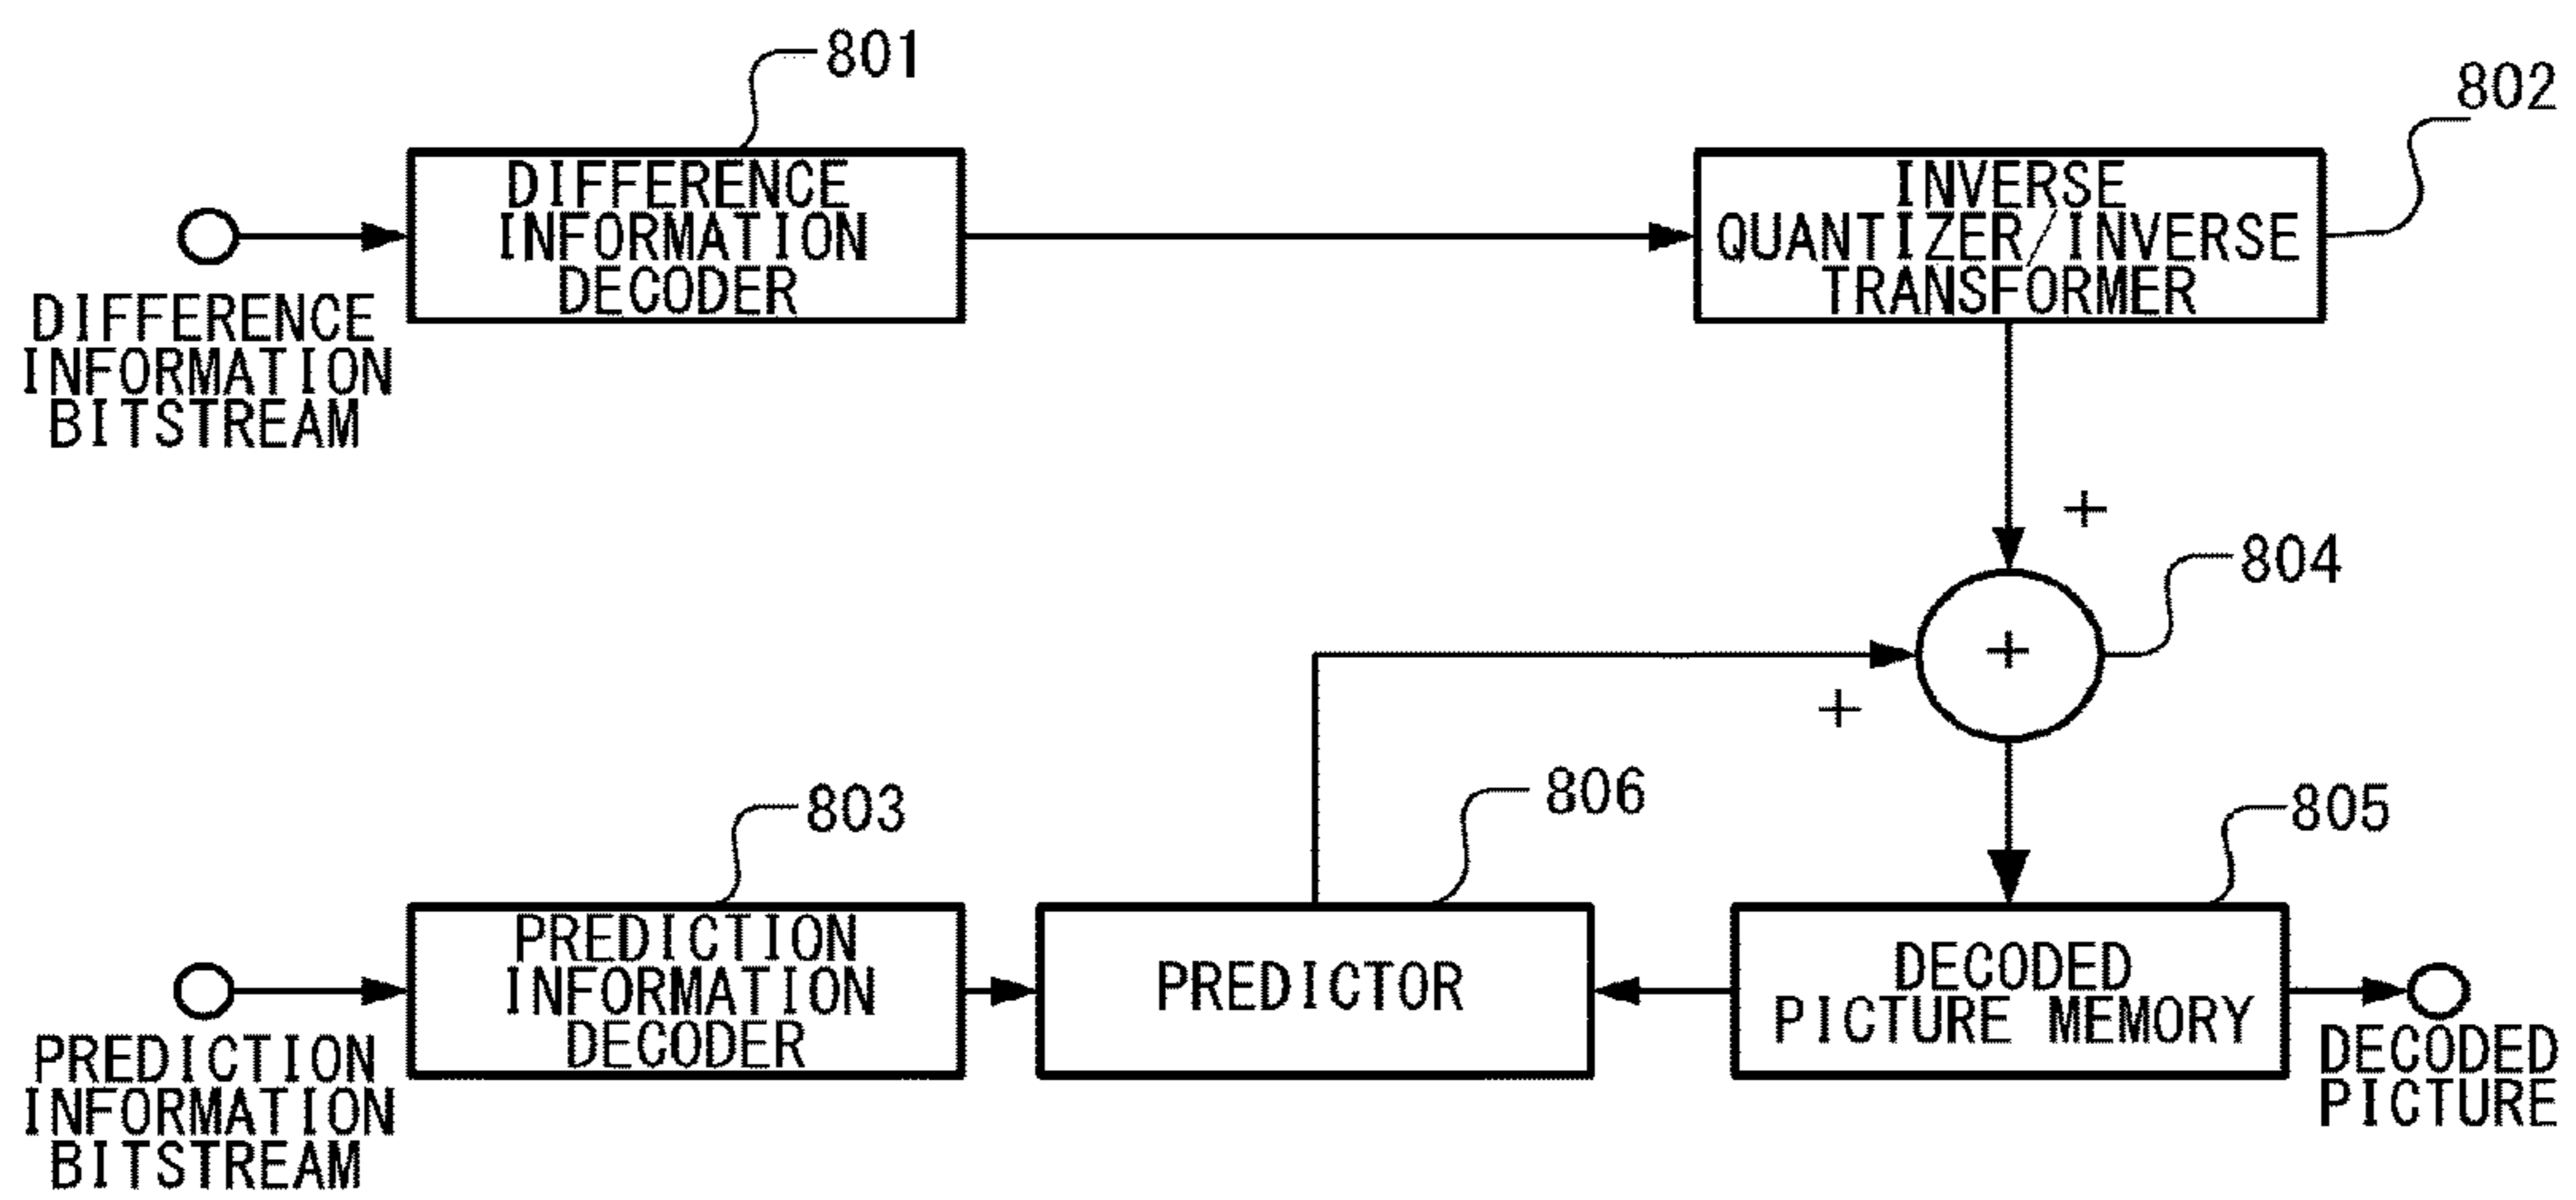 801
802
DIFFERENCE
INFORMATION
DECODER
INVERSE
QUANTIZER/INVERSE
TRANSFORMER
DIFFERENCE
INFORMATION
BITSTREAM
+
804
+
+
803
806
805
PREDICTION
INFORMATION
DECODER
PREDICTOR
DECODED
PICTURE MEMORY
PREDICTION
INFORMATION
BITSTREAM
DECODED
PICTURE